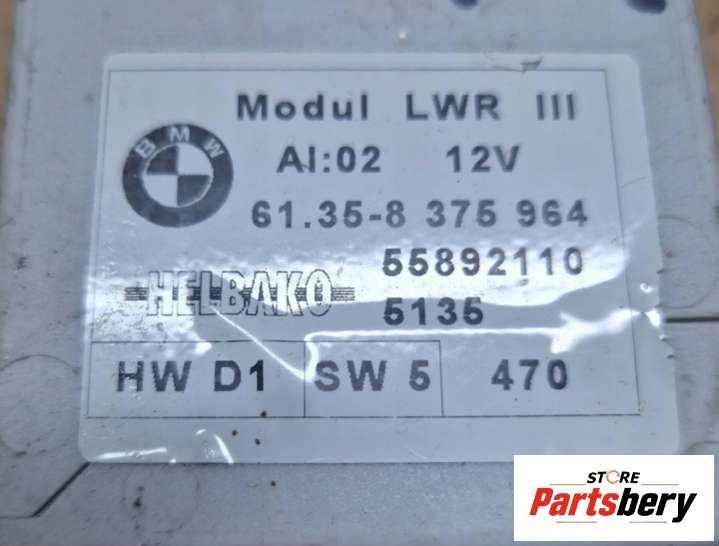 Modul LWR III
BMW
AI:02 12V
61.35-8 375 964
55892110
HELBAKO
5135
HW D1 SW 5 470
STORE
Partsbery